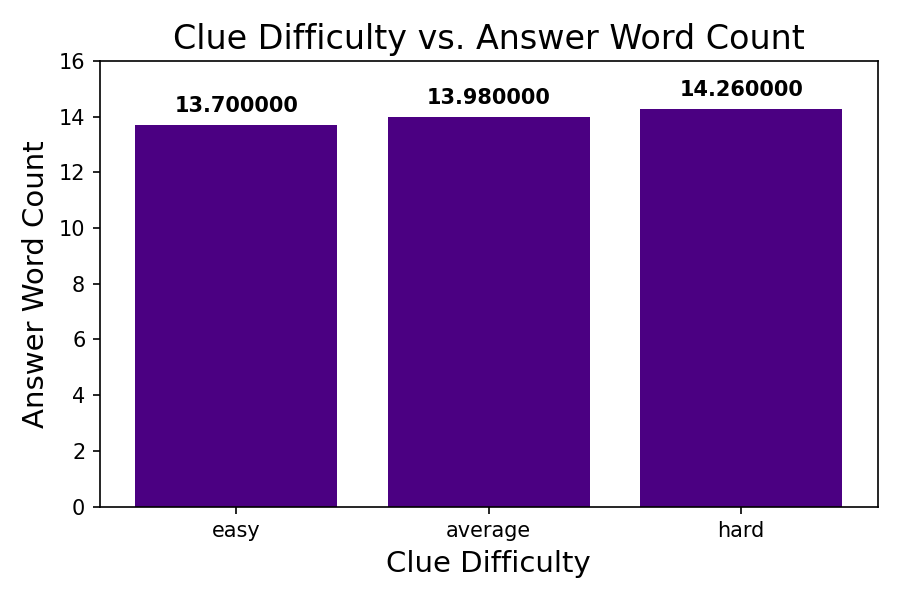 Clue Difficulty vs. Answer Word Count
16
14
12
10
8
6
4
2
0
Answer Word Count
13.700000
13.980000
14.260000
easy
average
hard
Clue Difficulty